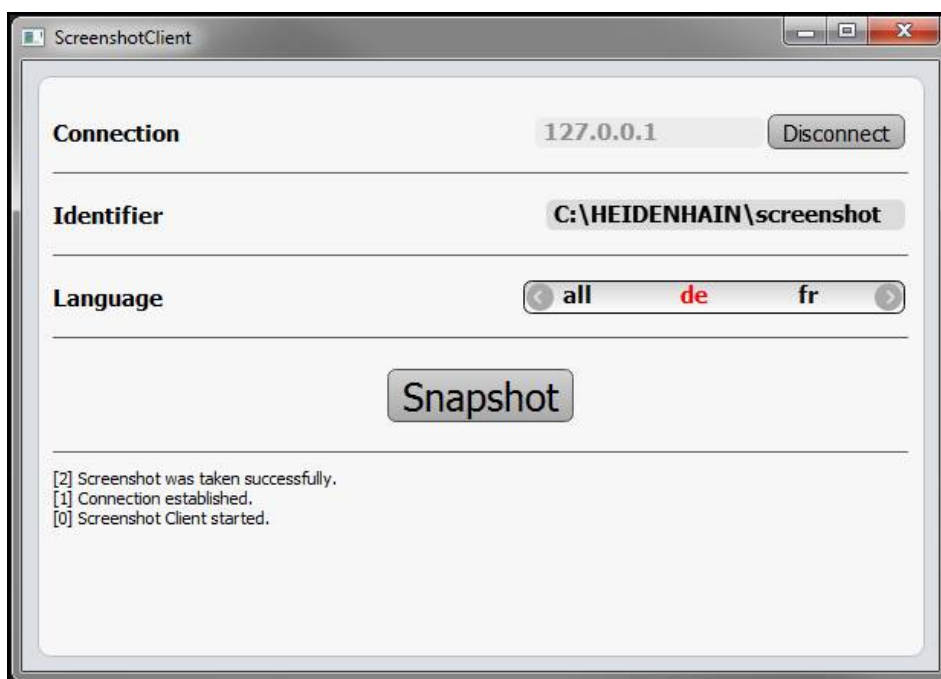 ScreenshotClient
Connection 127.0.0.1 Disconnect
Identifier C:\HEIDENHAIN\screenshot
Language all de fr
Snapshot
[2] Screenshot was taken successfully.
[1] Connection established.
[0] Screenshot Client started.